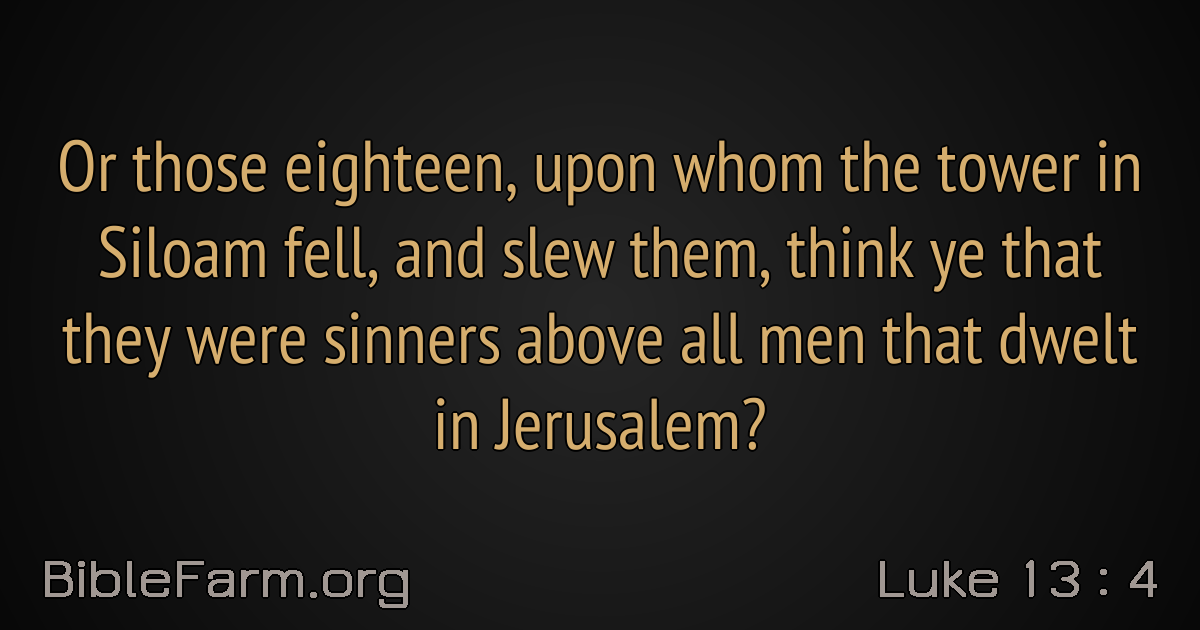 Or those eighteen, upon whom the tower in
Siloam fell, and slew them, think ye that
they were sinners above all men that dwelt
in Jerusalem?
BibleFarm.org
Luke 13 : 4